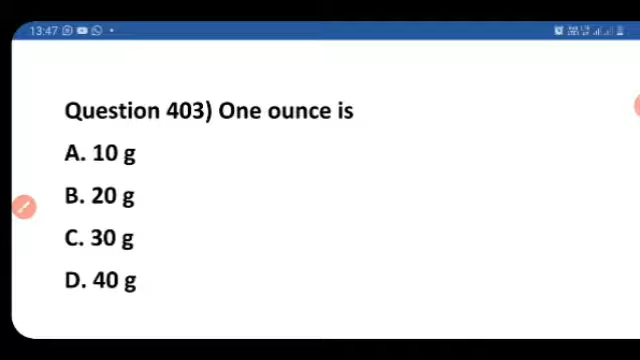 13:47
Question 403) One ounce is
A. 10 g
B. 20 g
C. 30 g
D. 40 g